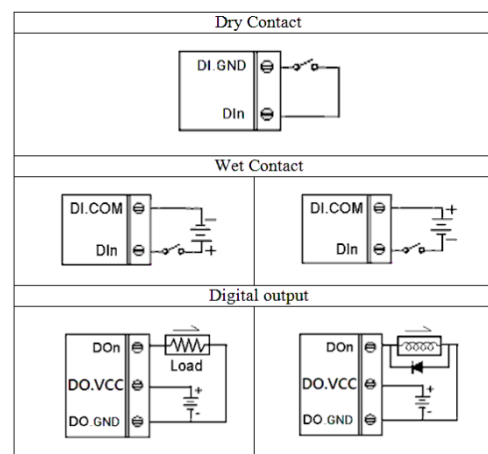 Dry Contact
DI.GND
DIn
Wet Contact
DI.COM
DIn
DI.COM
DIn
Digital output
DOn
Load
DO.VCC
DO.GND
DOn
DO.VCC
DO.GND